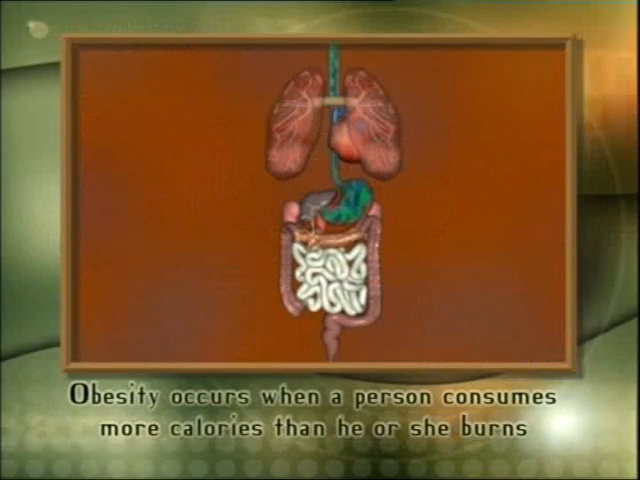 Obesity occurs when a person consumes
more calories than he or she burns